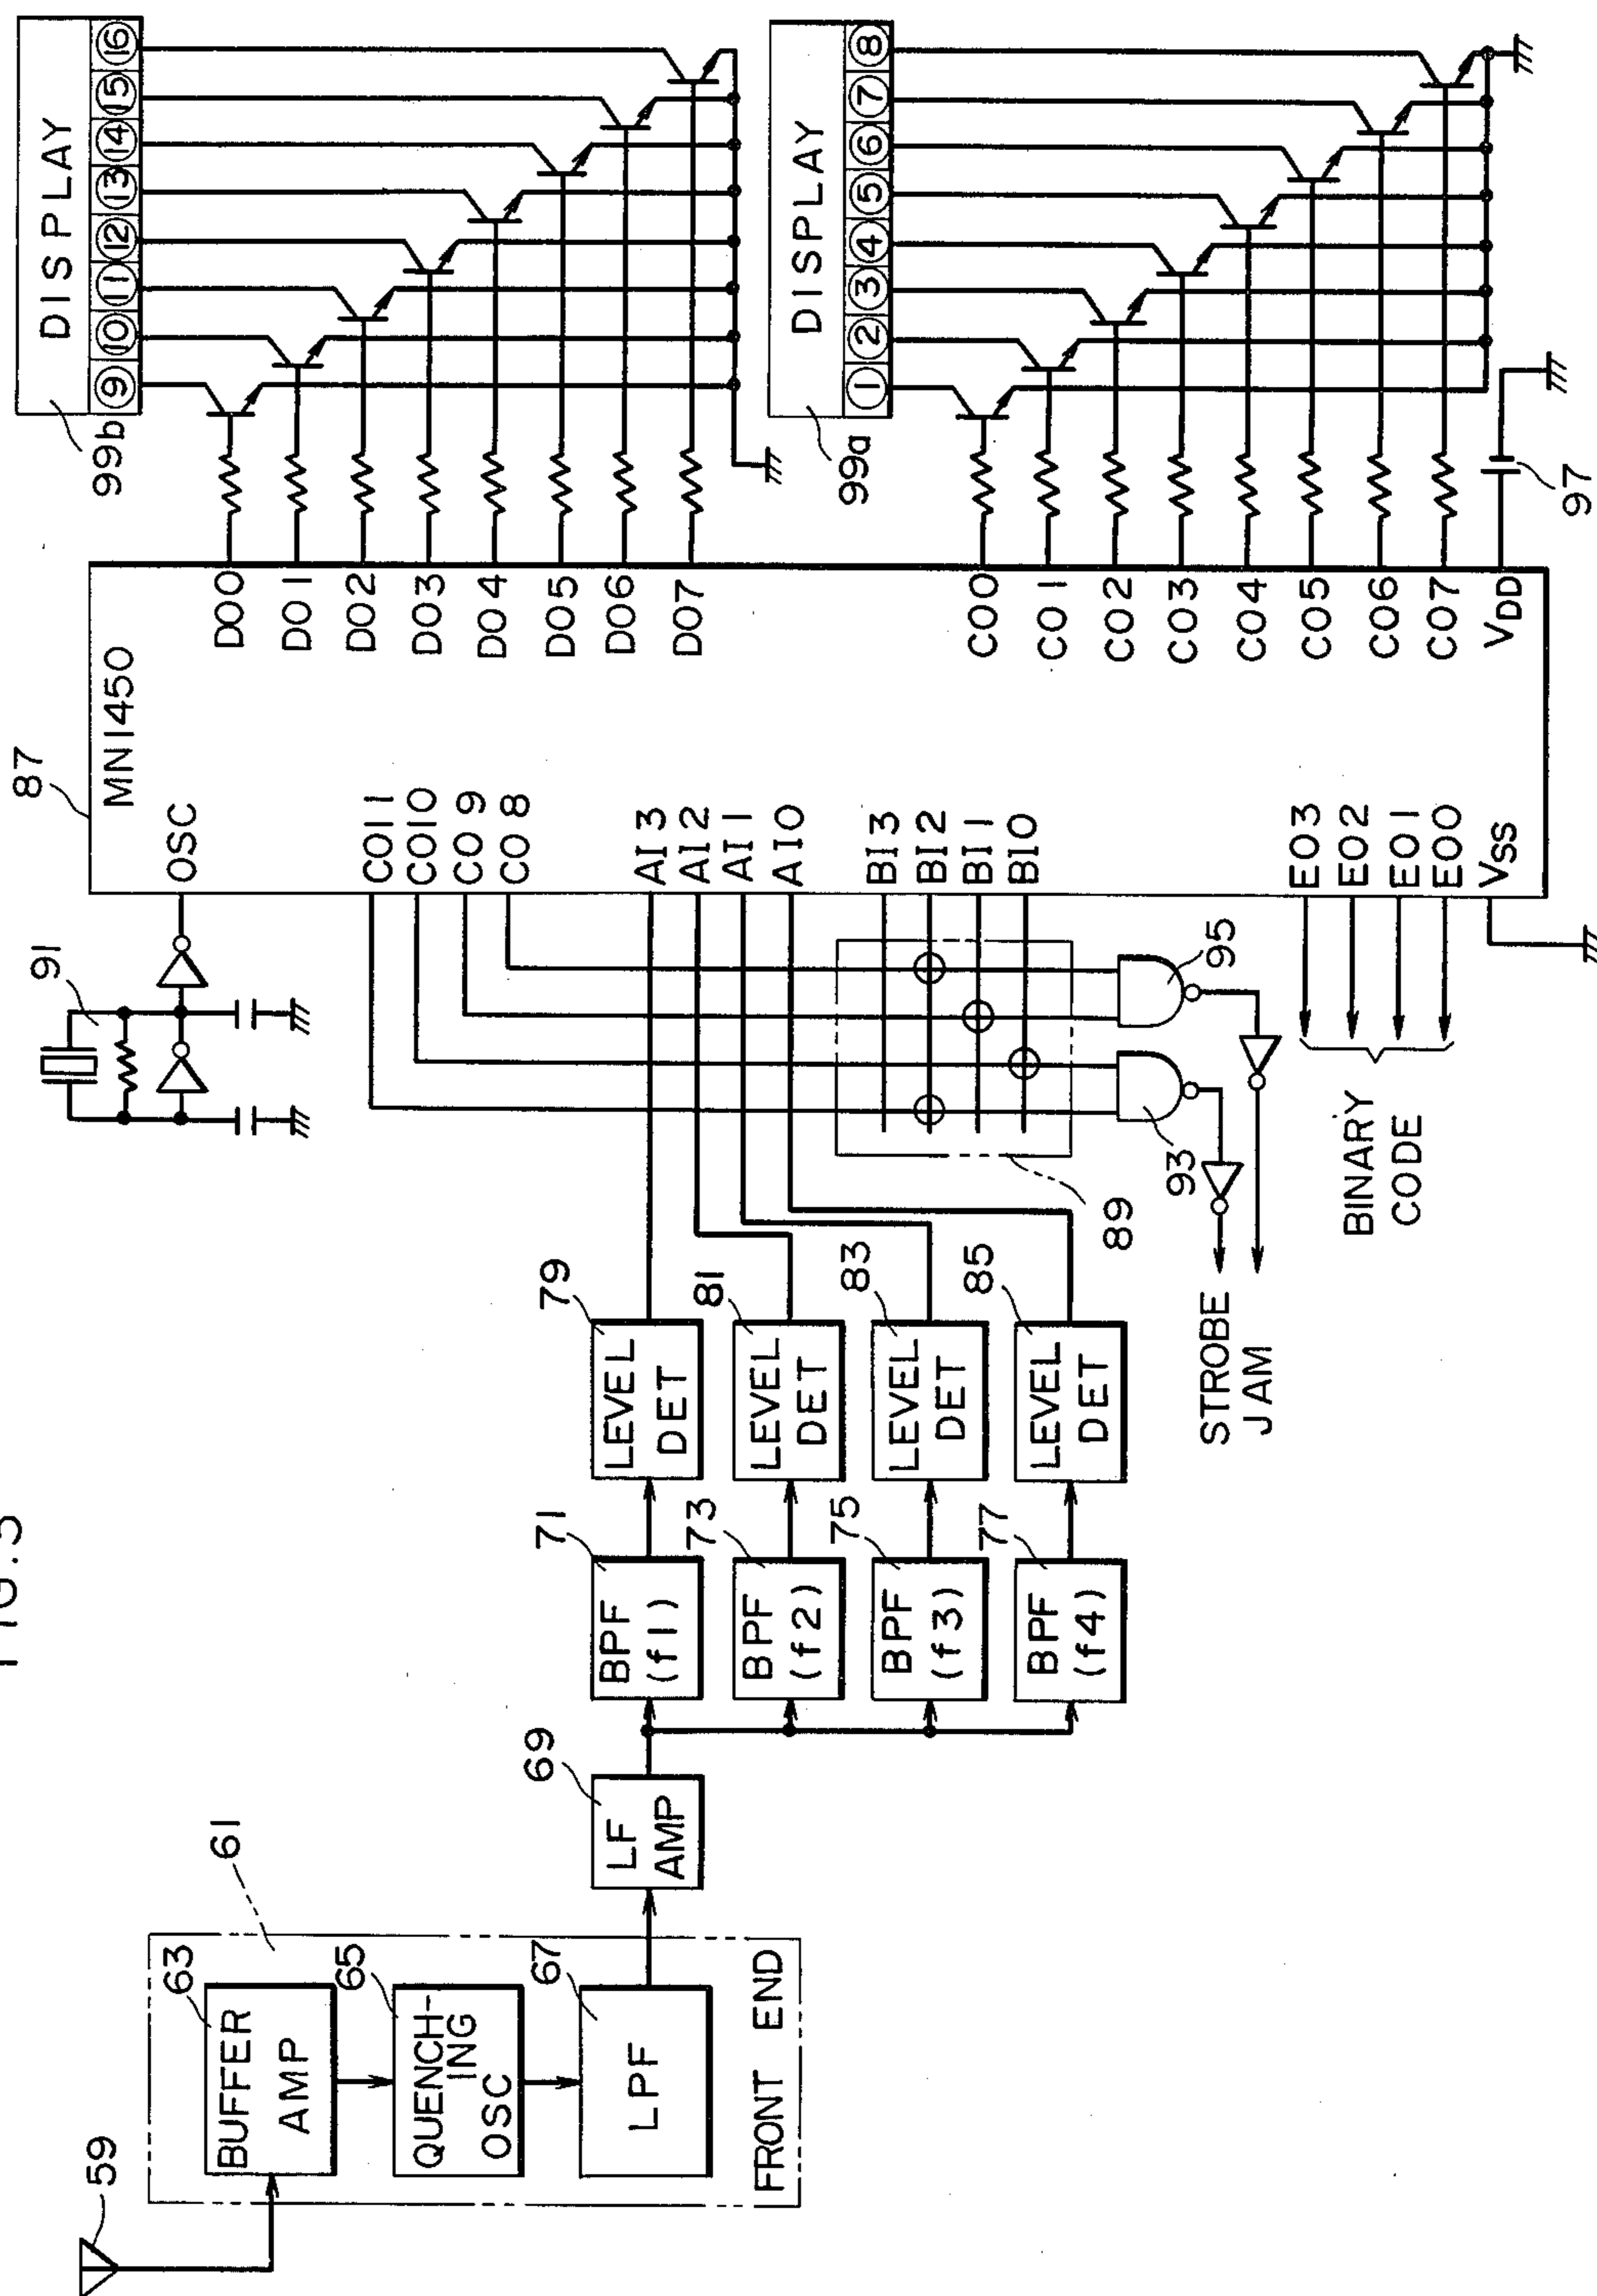 FIG. 5
59
61
63
BUFFER
AMP
65
QUENCH-
ING
OSC
67
LPF
FRONT END
69
LF
AMP
71
BPF
(f1)
73
BPF
(f2)
75
BPF
(f3)
77
BPF
(f4)
79
LEVEL
DET
81
LEVEL
DET
83
LEVEL
DET
85
LEVEL
DET
91
87
MN1450
OSC
CO11
CO10
CO9
CO8
AI3
AI2
AI1
AI0
BI3
BI2
BI1
BI0
EO3
EO2
EO1
EO0
VSS
89
93
95
STROBE
JAM
BINARY
CODE
DO0
DO1
DO2
DO3
DO4
DO5
DO6
DO7
CO0
CO1
CO2
CO3
CO4
CO5
CO6
CO7
VDD
97
99b
DISPLAY
⑨ ⑩ ⑪ ⑫ ⑬ ⑭ ⑮ ⑯
99a
DISPLAY
① ② ③ ④ ⑤ ⑥ ⑦ ⑧